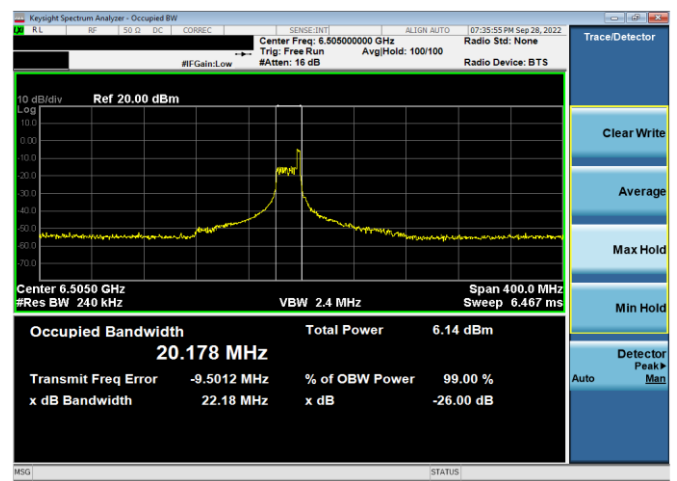 Keysight Spectrum Analyzer - Occupied BW
LXI RL RF 50 Ω DC CORREC SENSE:INT ALIGN AUTO 07:35:55 PM Sep 28, 2022
Center Freq: 6.505000000 GHz Radio Std: None
Trig: Free Run Avg|Hold: 100/100
#IFGain:Low #Atten: 16 dB Radio Device: BTS
Trace/Detector
10 dB/div Ref 20.00 dBm
Log
10.0
0.00
-10.0
-20.0
-30.0
-40.0
-50.0
-60.0
-70.0
Center 6.5050 GHz Span 400.0 MHz
#Res BW 240 kHz VBW 2.4 MHz Sweep 6.467 ms
Occupied Bandwidth Total Power 6.14 dBm
20.178 MHz
Transmit Freq Error -9.5012 MHz % of OBW Power 99.00 %
x dB Bandwidth 22.18 MHz x dB -26.00 dB
Clear Write
Average
Max Hold
Min Hold
Detector
Peak▶
Auto Man
MSG STATUS